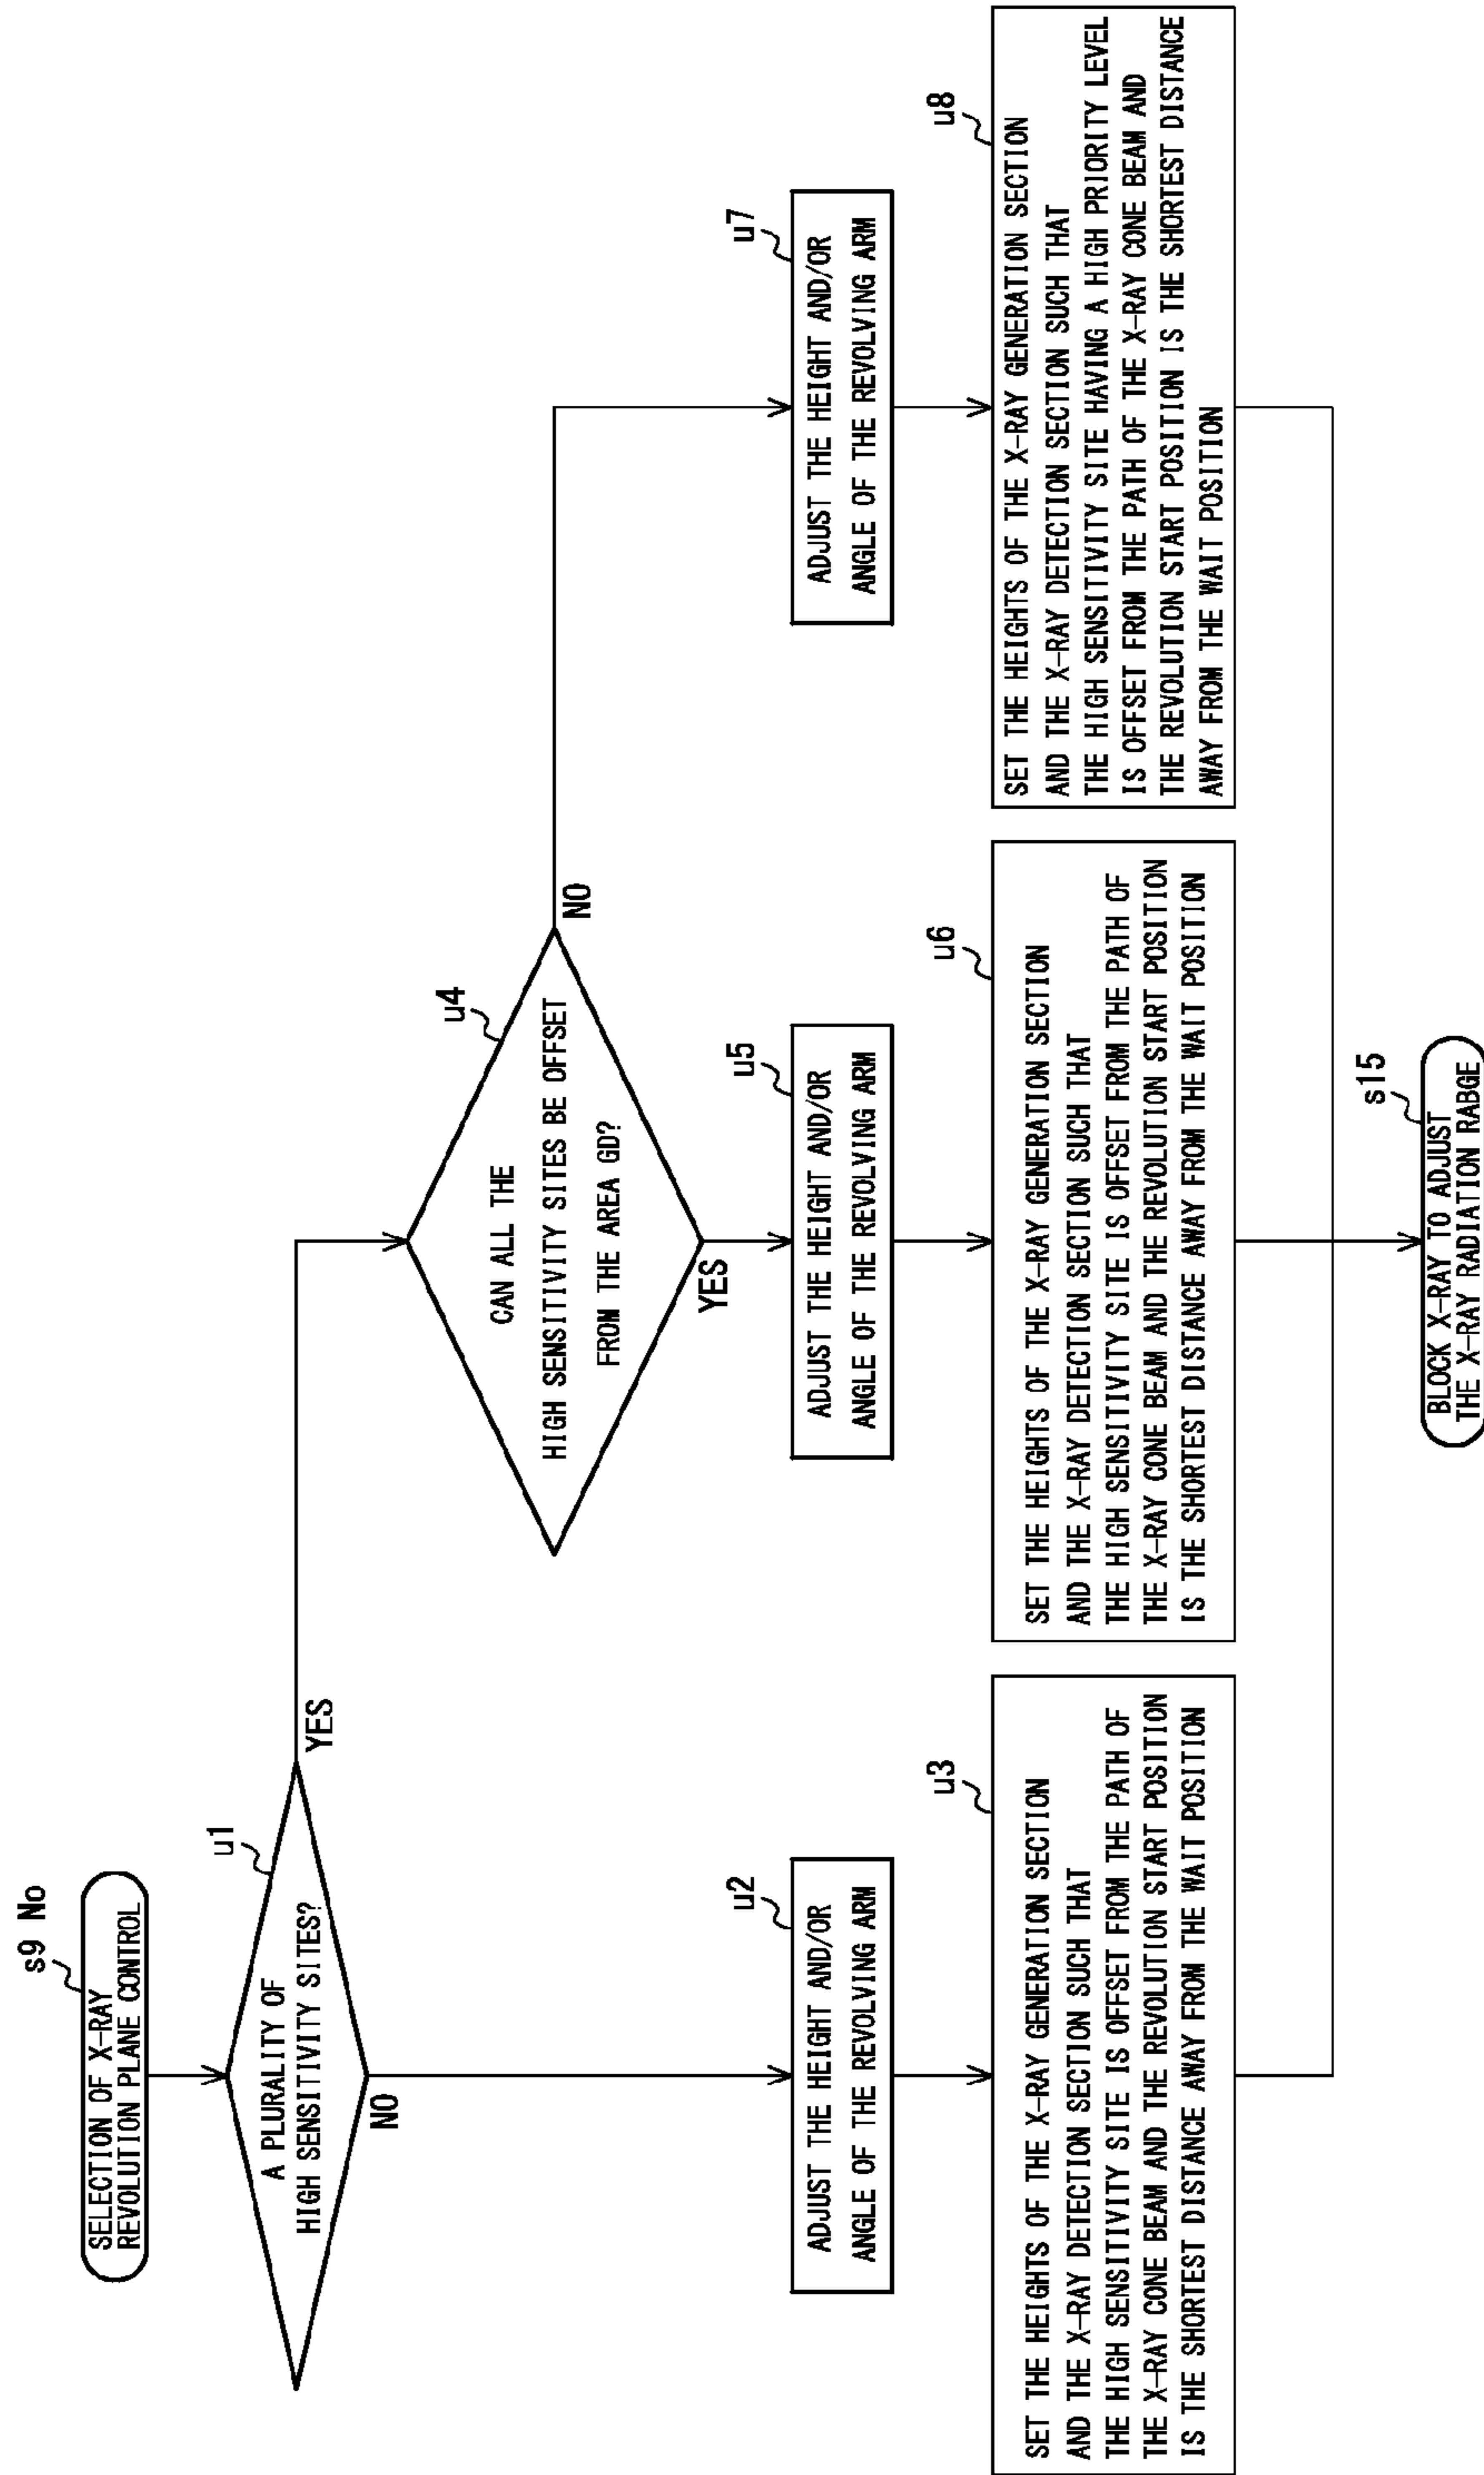 s9 No
SELECTION OF X-RAY
REVOLUTION PLANE CONTROL
u1
A PLURALITY OF
HIGH SENSITIVITY SITES?
YES
NO
u4
CAN ALL THE
HIGH SENSITIVITY SITES BE OFFSET
FROM THE AREA GD?
NO
YES
u2
ADJUST THE HEIGHT AND/OR
ANGLE OF THE REVOLVING ARM
u5
ADJUST THE HEIGHT AND/OR
ANGLE OF THE REVOLVING ARM
u7
ADJUST THE HEIGHT AND/OR
ANGLE OF THE REVOLVING ARM
u3
SET THE HEIGHTS OF THE X-RAY GENERATION SECTION
AND THE X-RAY DETECTION SECTION SUCH THAT
THE HIGH SENSITIVITY SITE IS OFFSET FROM THE PATH OF
THE X-RAY CONE BEAM AND THE REVOLUTION START POSITION
IS THE SHORTEST DISTANCE AWAY FROM THE WAIT POSITION
u6
SET THE HEIGHTS OF THE X-RAY GENERATION SECTION
AND THE X-RAY DETECTION SECTION SUCH THAT
THE HIGH SENSITIVITY SITE IS OFFSET FROM THE PATH OF
THE X-RAY CONE BEAM AND THE REVOLUTION START POSITION
IS THE SHORTEST DISTANCE AWAY FROM THE WAIT POSITION
u8
SET THE HEIGHTS OF THE X-RAY GENERATION SECTION
AND THE X-RAY DETECTION SECTION SUCH THAT
THE HIGH SENSITIVITY SITE HAVING A HIGH PRIORITY LEVEL
IS OFFSET FROM THE PATH OF THE X-RAY CONE BEAM AND
THE REVOLUTION START POSITION IS THE SHORTEST DISTANCE
AWAY FROM THE WAIT POSITION
s15
BLOCK X-RAY TO ADJUST
THE X-RAY RADIATION RABGE